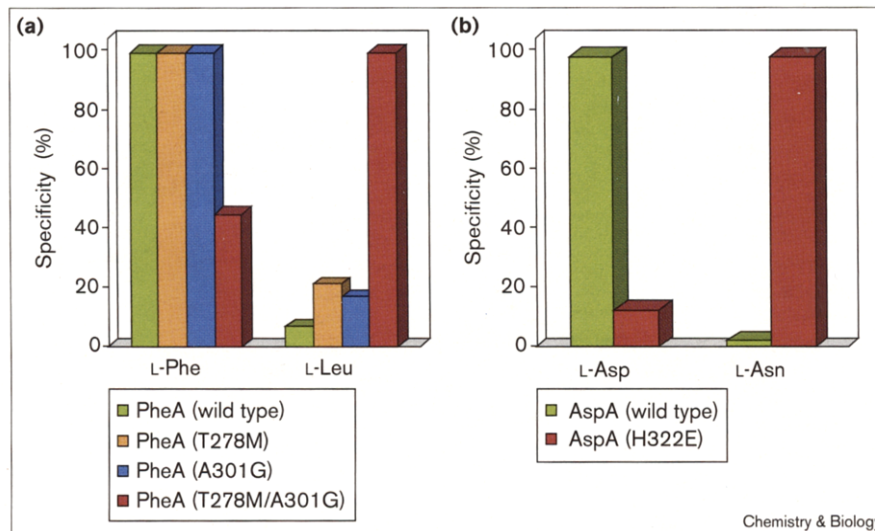 (a)
Specificity (%)
100
80
60
40
20
0
L-Phe
L-Leu
PheA (wild type)
PheA (T278M)
PheA (A301G)
PheA (T278M/A301G)
(b)
Specificity (%)
100
80
60
40
20
0
L-Asp
L-Asn
AspA (wild type)
AspA (H322E)
Chemistry & Biology